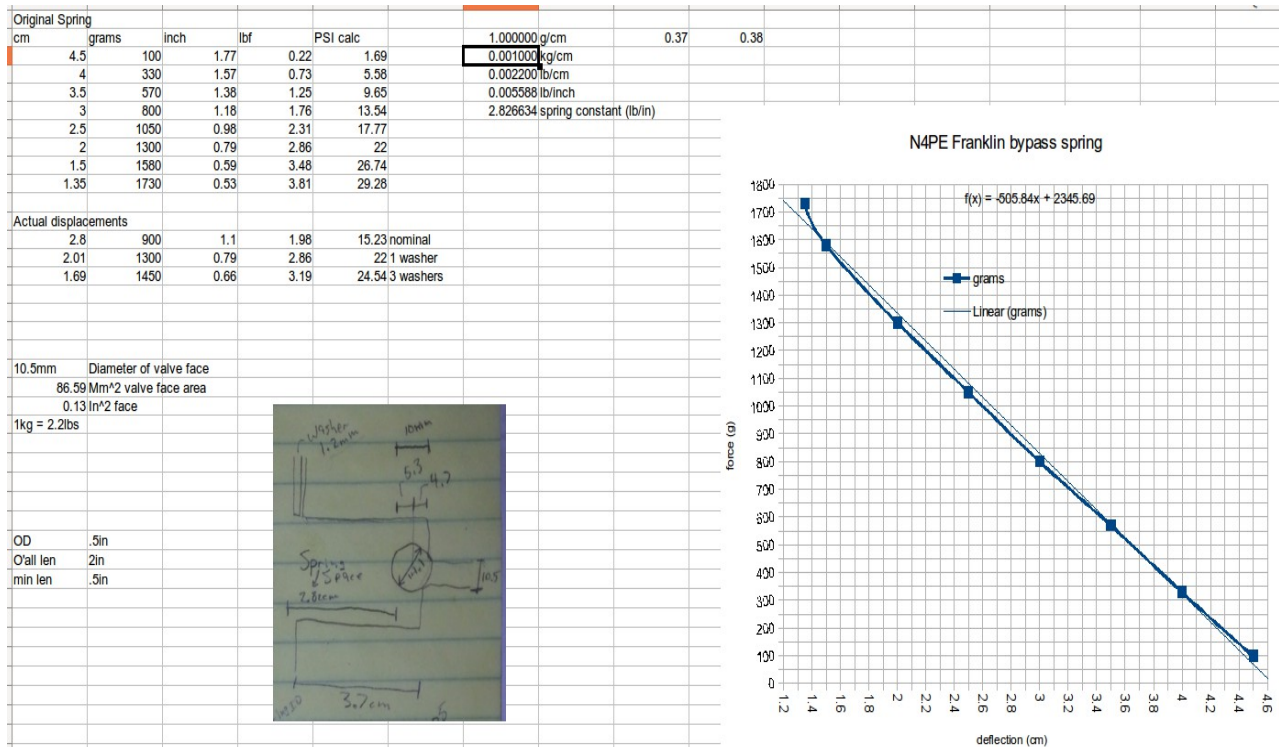 Original Spring
cm grams inch lbf PSI calc 1.000000 g/cm 0.37 0.38
4.5 100 1.77 0.22 1.69 0.001000 kg/cm
4 330 1.57 0.73 5.58 0.002200 lb/cm
3.5 570 1.38 1.25 9.65 0.005588 lb/inch
3 800 1.18 1.76 13.54 2.826634 spring constant (lb/in)
2.5 1050 0.98 2.31 17.77
2 1300 0.79 2.86 22
1.5 1580 0.59 3.48 26.74
1.35 1730 0.53 3.81 29.28
Actual displacements
2.8 900 1.1 1.98 15.23 nominal
2.01 1300 0.79 2.86 22 1 washer
1.69 1450 0.66 3.19 24.54 3 washers
10.5mm Diameter of valve face
86.59 Mm^2 valve face area
0.13 In^2 face
1kg = 2.2lbs
OD .5in
O'all len 2in
min len .5in
washer
1.2mm
10mm
5.3
4.7
Spring
Space
10.5
3.7cm
N4PE Franklin bypass spring
f(x) = -505.84x + 2345.69
grams
Linear (grams)
force (g)
1800
1700
1600
1500
1400
1300
1200
1100
1000
900
800
700
600
500
400
300
200
100
0
1.2 1.4 1.6 1.8 2 2.2 2.4 2.6 2.8 3 3.2 3.4 3.6 3.8 4 4.2 4.4 4.6
deflection (cm)